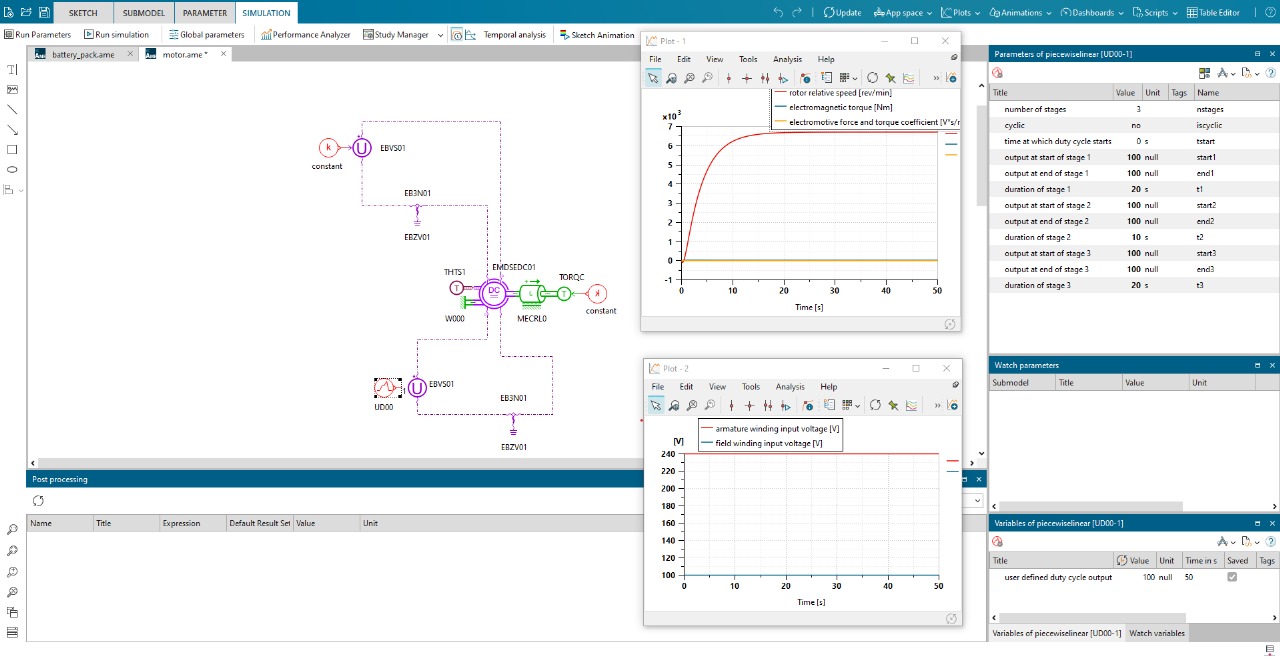 SKETCH SUBMODEL PARAMETER SIMULATION Update App space Plots Animations Dashboards Scripts Table Editor
Run Parameters Run simulation Global parameters Performance Analyzer Study Manager Temporal analysis Sketch Animation
battery_pack.ame motor.ame *
EBVS01
constant
EB3N01
EBZV01
THTS1
EMDSEDC01
TORQC
DC
W000
MECRL0
constant
UD00
EBVS01
EB3N01
EBZV01
Plot - 1
File Edit View Tools Analysis Help
rotor relative speed [rev/min]
electromagnetic torque [Nm]
electromotive force and torque coefficient [V*s/r
x10³
7
6
5
4
3
2
1
0
-1
0 10 20 30 40 50
Time [s]
Plot - 2
File Edit View Tools Analysis Help
armature winding input voltage [V]
field winding input voltage [V]
[V]
240
220
200
180
160
140
120
100
0 10 20 30 40 50
Time [s]
Parameters of piecewiselinear [UD00-1]
Title Value Unit Tags Name
number of stages 3 nstages
cyclic no iscyclic
time at which duty cycle starts 0 s tstart
output at start of stage 1 100 null start1
output at end of stage 1 100 null end1
duration of stage 1 20 s t1
output at start of stage 2 100 null start2
output at end of stage 2 100 null end2
duration of stage 2 10 s t2
output at start of stage 3 100 null start3
output at end of stage 3 100 null end3
duration of stage 3 20 s t3
Watch parameters
Submodel Title Value Unit
Post processing
Name Title Expression Default Result Set Value Unit
Variables of piecewiselinear [UD00-1]
Title Value Unit Time in s Saved Tags
user defined duty cycle output 100 null 50
Variables of piecewiselinear [UD00-1] Watch variables